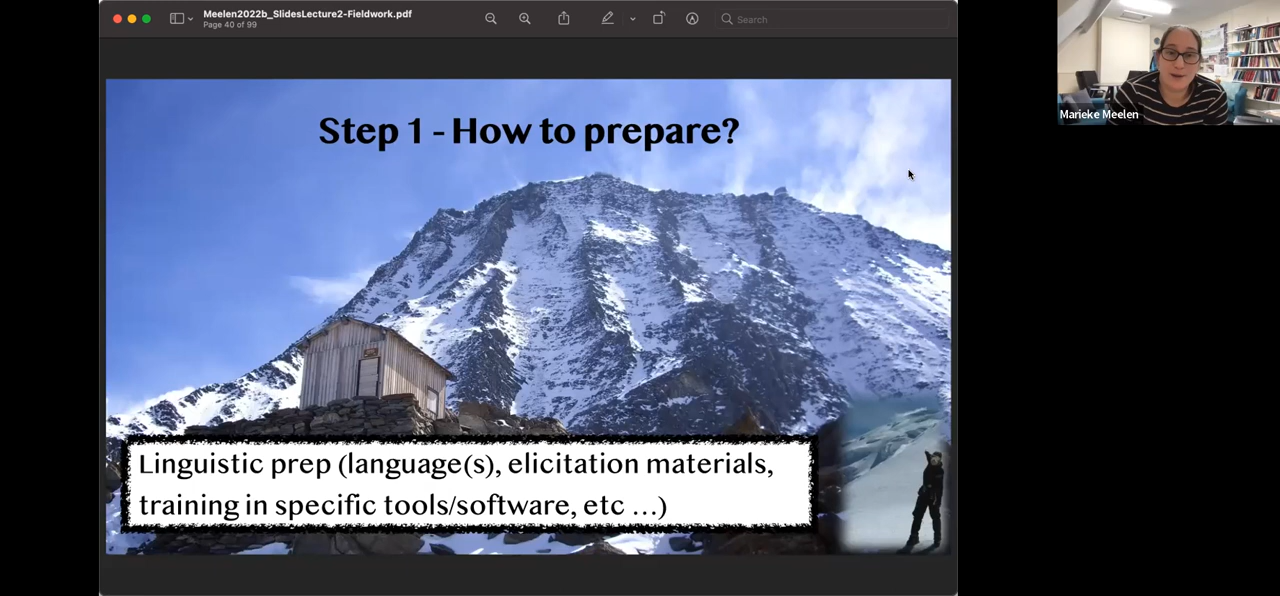 Meelen2022b_SlidesLecture2-Fieldwork.pdf
Page 40 of 99
Search
Marieke Meelen
Step 1 - How to prepare?
Linguistic prep (language(s), elicitation materials,
training in specific tools/software, etc ...)